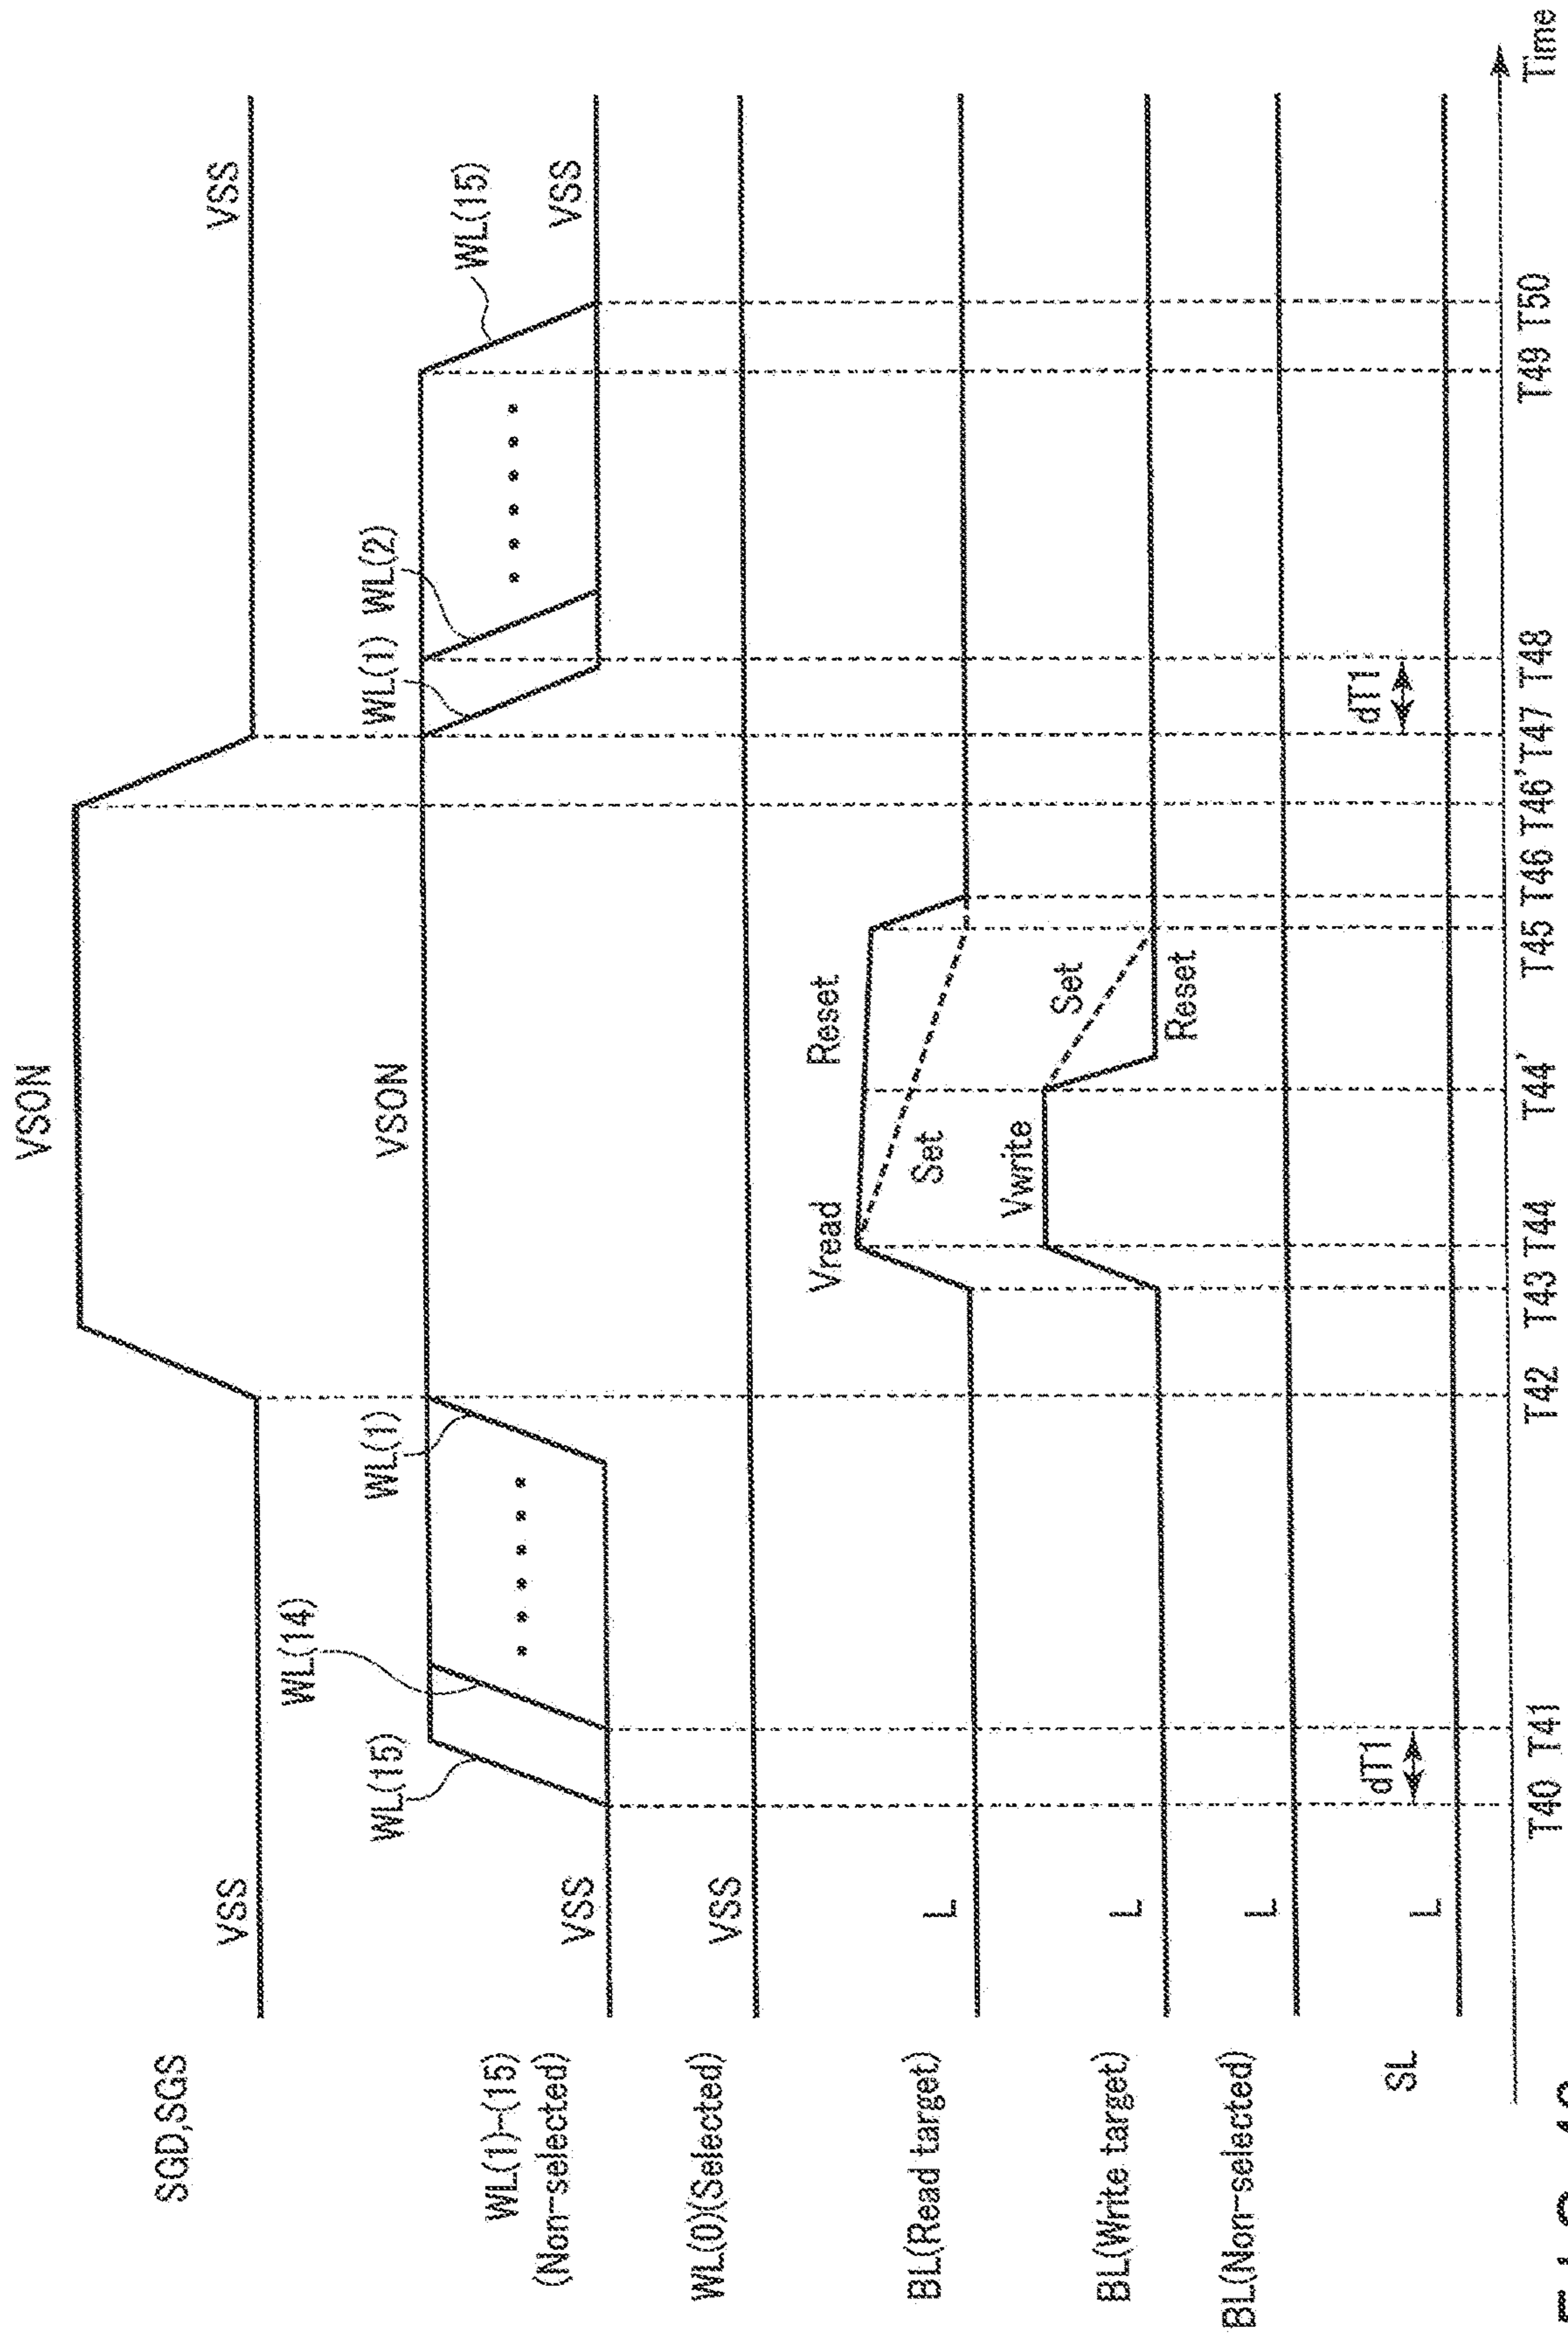 SGD,SGS
VSS
VSON
VSS
WL(1)-(15)
(Non-selected)
VSS
WL(15)
WL(14)
WL(1)
VSON
WL(1)
WL(2)
WL(15)
VSS
WL(0)(Selected)
VSS
BL(Read target)
L
Vread
Set
Reset
BL(Write target)
L
Vwrite
Set
Reset
BL(Non-selected)
L
SL
L
dT1
dT1
T40 T41 T42 T43 T44 T44' T45 T46 T46' T47 T48 T49 T50
Time